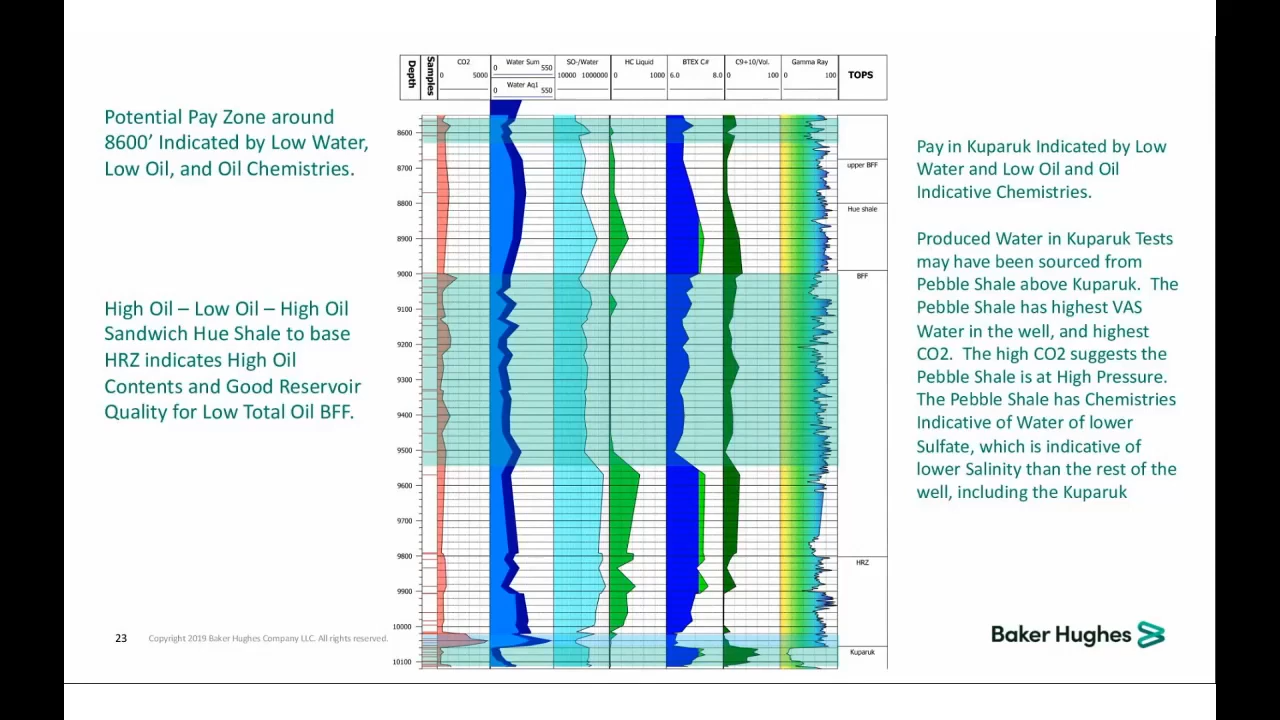 Depth
Samples
CO2
0 5000
Water Sum
0 550
Water Aq1
0 550
SO-/Water
10000 1000000
HC Liquid
0 1000
BTEX C#
6.0 8.0
C9+10/Vol.
0 100
Gamma Ray
0 100
TOPS
Potential Pay Zone around
8600’ Indicated by Low Water,
Low Oil, and Oil Chemistries.
High Oil – Low Oil – High Oil
Sandwich Hue Shale to base
HRZ indicates High Oil
Contents and Good Reservoir
Quality for Low Total Oil BFF.
8600
8700
8800
8900
9000
9100
9200
9300
9400
9500
9600
9700
9800
9900
10000
10100
upper BFF
Hue shale
BFF
HRZ
Kuparuk
Pay in Kuparuk Indicated by Low
Water and Low Oil and Oil
Indicative Chemistries.
Produced Water in Kuparuk Tests
may have been sourced from
Pebble Shale above Kuparuk. The
Pebble Shale has highest VAS
Water in the well, and highest
CO2. The high CO2 suggests the
Pebble Shale is at High Pressure.
The Pebble Shale has Chemistries
Indicative of Water of lower
Sulfate, which is indicative of
lower Salinity than the rest of the
well, including the Kuparuk
23
Copyright 2019 Baker Hughes Company LLC. All rights reserved.
Baker Hughes